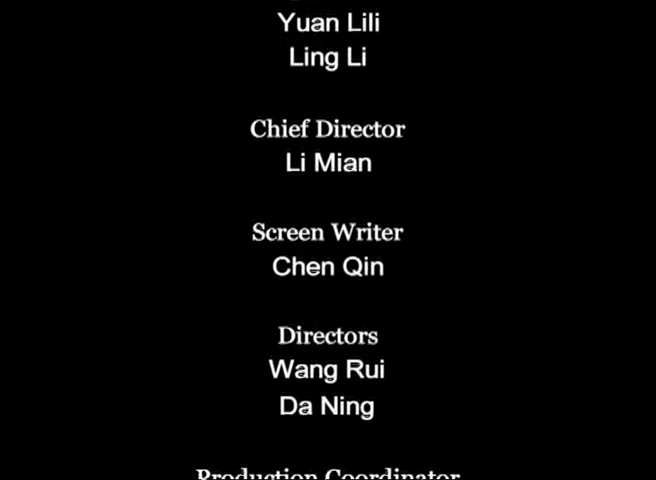 Yuan Lili
Ling Li
Chief Director
Li Mian
Screen Writer
Chen Qin
Directors
Wang Rui
Da Ning
Production Coordinator